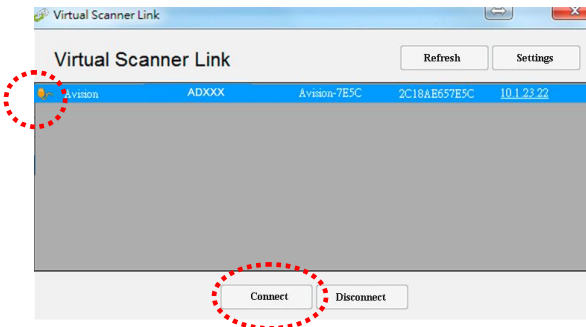 Virtual Scanner Link
Virtual Scanner Link Refresh Settings
Avision ADXXX Avision-7E5C 2C18AE657E5C 10.1.23.22
Connect Disconnect